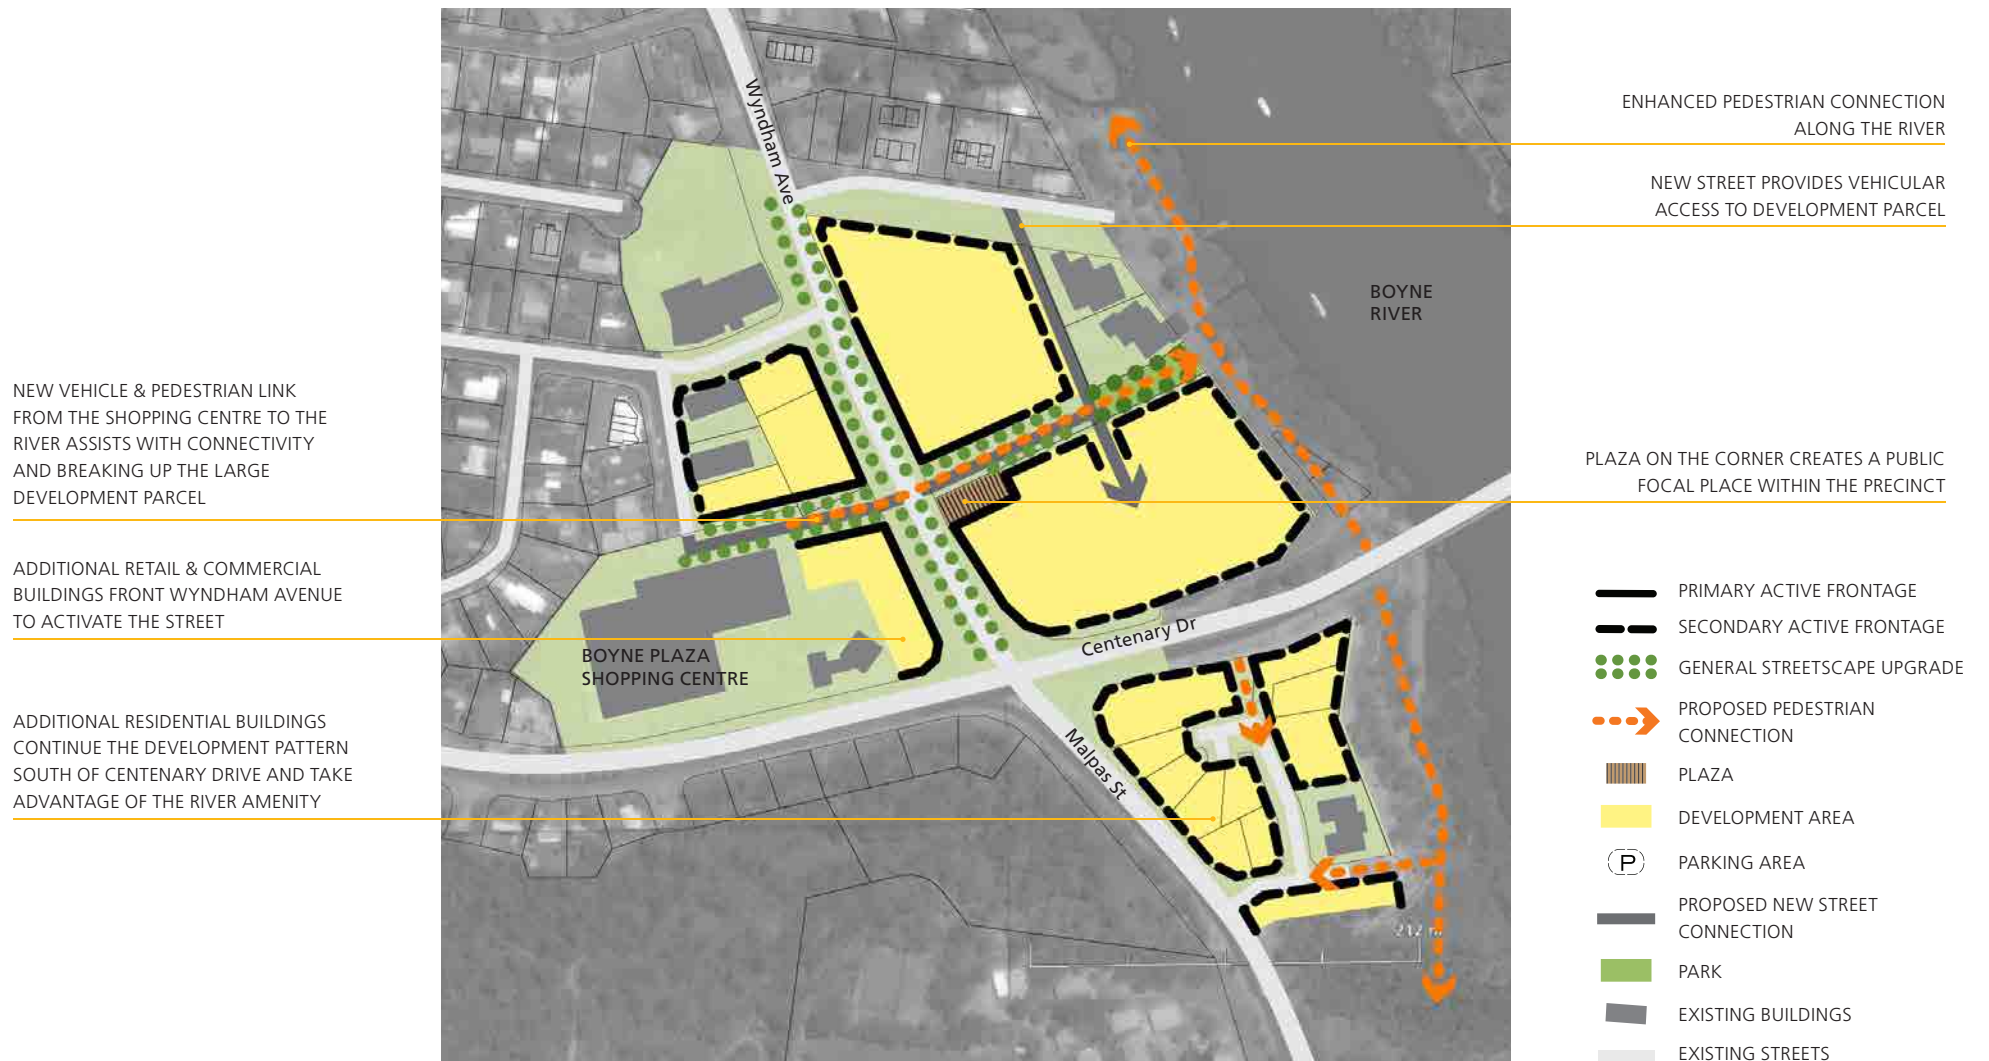 NEW VEHICLE & PEDESTRIAN LINK
FROM THE SHOPPING CENTRE TO THE
RIVER ASSISTS WITH CONNECTIVITY
AND BREAKING UP THE LARGE
DEVELOPMENT PARCEL
ADDITIONAL RETAIL & COMMERCIAL
BUILDINGS FRONT WYNDHAM AVENUE
TO ACTIVATE THE STREET
ADDITIONAL RESIDENTIAL BUILDINGS
CONTINUE THE DEVELOPMENT PATTERN
SOUTH OF CENTENARY DRIVE AND TAKE
ADVANTAGE OF THE RIVER AMENITY
Wyndham Ave
BOYNE
RIVER
Centenary Dr
BOYNE PLAZA
SHOPPING CENTRE
Malpas St
212 m
ENHANCED PEDESTRIAN CONNECTION
ALONG THE RIVER
NEW STREET PROVIDES VEHICULAR
ACCESS TO DEVELOPMENT PARCEL
PLAZA ON THE CORNER CREATES A PUBLIC
FOCAL PLACE WITHIN THE PRECINCT
PRIMARY ACTIVE FRONTAGE
SECONDARY ACTIVE FRONTAGE
GENERAL STREETSCAPE UPGRADE
PROPOSED PEDESTRIAN
CONNECTION
PLAZA
DEVELOPMENT AREA
P PARKING AREA
PROPOSED NEW STREET
CONNECTION
PARK
EXISTING BUILDINGS
EXISTING STREETS